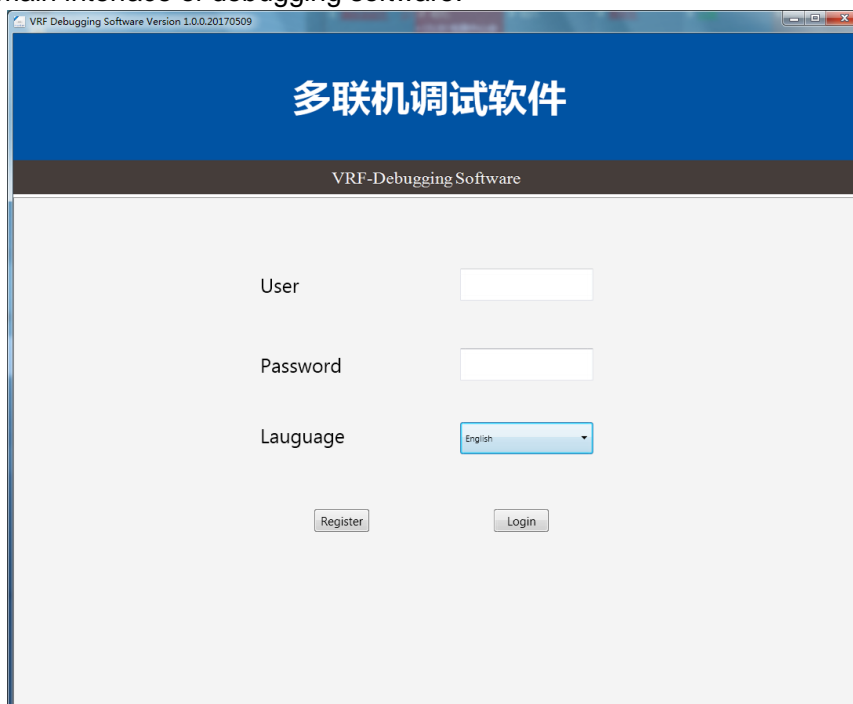 main interface of debugging software.
VRF Debugging Software Version 1.0.0.20170509
多联机调试软件
VRF-Debugging Software
User
Password
Lauguage
English
Register
Login